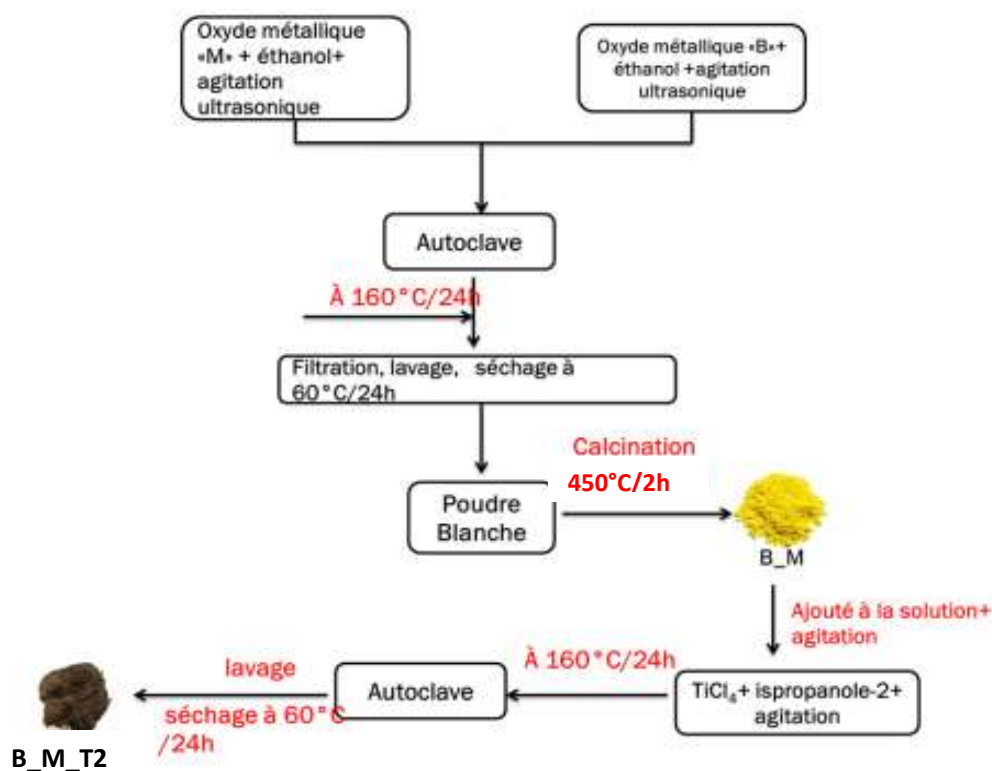 Oxyde métallique
«M» + éthanol+
agitation
ultrasonique
Oxyde métallique «B»+
éthanol +agitation
ultrasonique
Autoclave
À 160°C/24h
Filtration, lavage, séchage à
60°C/24h
Calcination
450°C/2h
Poudre
Blanche
B_M
Ajouté à la solution+
agitation
TiCl₄+ ispropanole-2+
agitation
À 160°C/24h
Autoclave
lavage
séchage à 60°C
/24h
B_M_T2